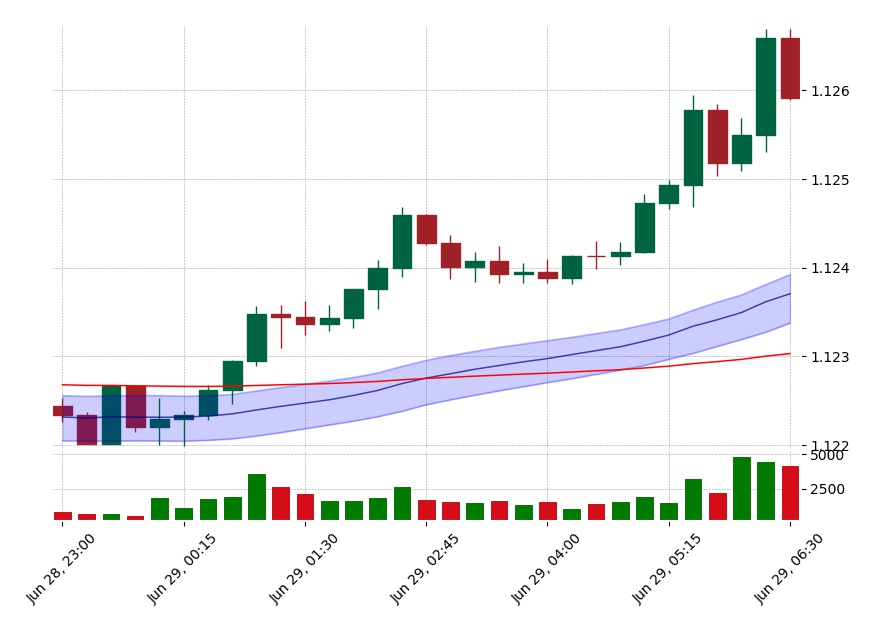 1.126
1.125
1.124
1.123
1.122
5000
2500
Jun 28, 23:00
Jun 29, 00:15
Jun 29, 01:30
Jun 29, 02:45
Jun 29, 04:00
Jun 29, 05:15
Jun 29, 06:30